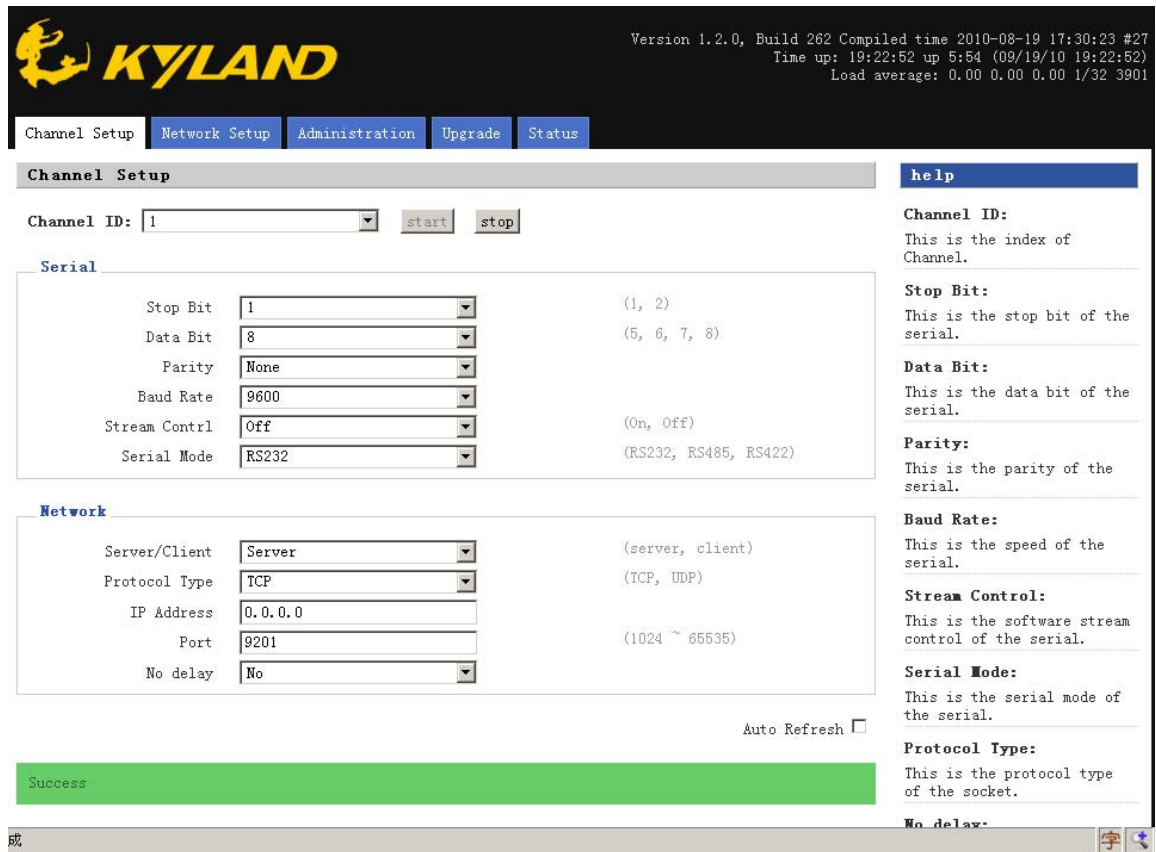 KYLAND
Version 1.2.0, Build 262 Compiled time 2010-08-19 17:30:23 #27
Time up: 19:22:52 up 5:54 (09/19/10 19:22:52)
Load average: 0.00 0.00 0.00 1/32 3901
Channel Setup Network Setup Administration Upgrade Status
Channel Setup
Channel ID: 1 start stop
Serial
Stop Bit 1 (1, 2)
Data Bit 8 (5, 6, 7, 8)
Parity None
Baud Rate 9600
Stream Contrl Off (On, Off)
Serial Mode RS232 (RS232, RS485, RS422)
Network
Server/Client Server (server, client)
Protocol Type TCP (TCP, UDP)
IP Address 0.0.0.0
Port 9201 (1024 ~ 65535)
No delay No
Auto Refresh
Success
help
Channel ID:
This is the index of
Channel.
Stop Bit:
This is the stop bit of the
serial.
Data Bit:
This is the data bit of the
serial.
Parity:
This is the parity of the
serial.
Baud Rate:
This is the speed of the
serial.
Stream Control:
This is the software stream
control of the serial.
Serial Mode:
This is the serial mode of
the serial.
Protocol Type:
This is the protocol type
of the socket.
No delay:
成
字